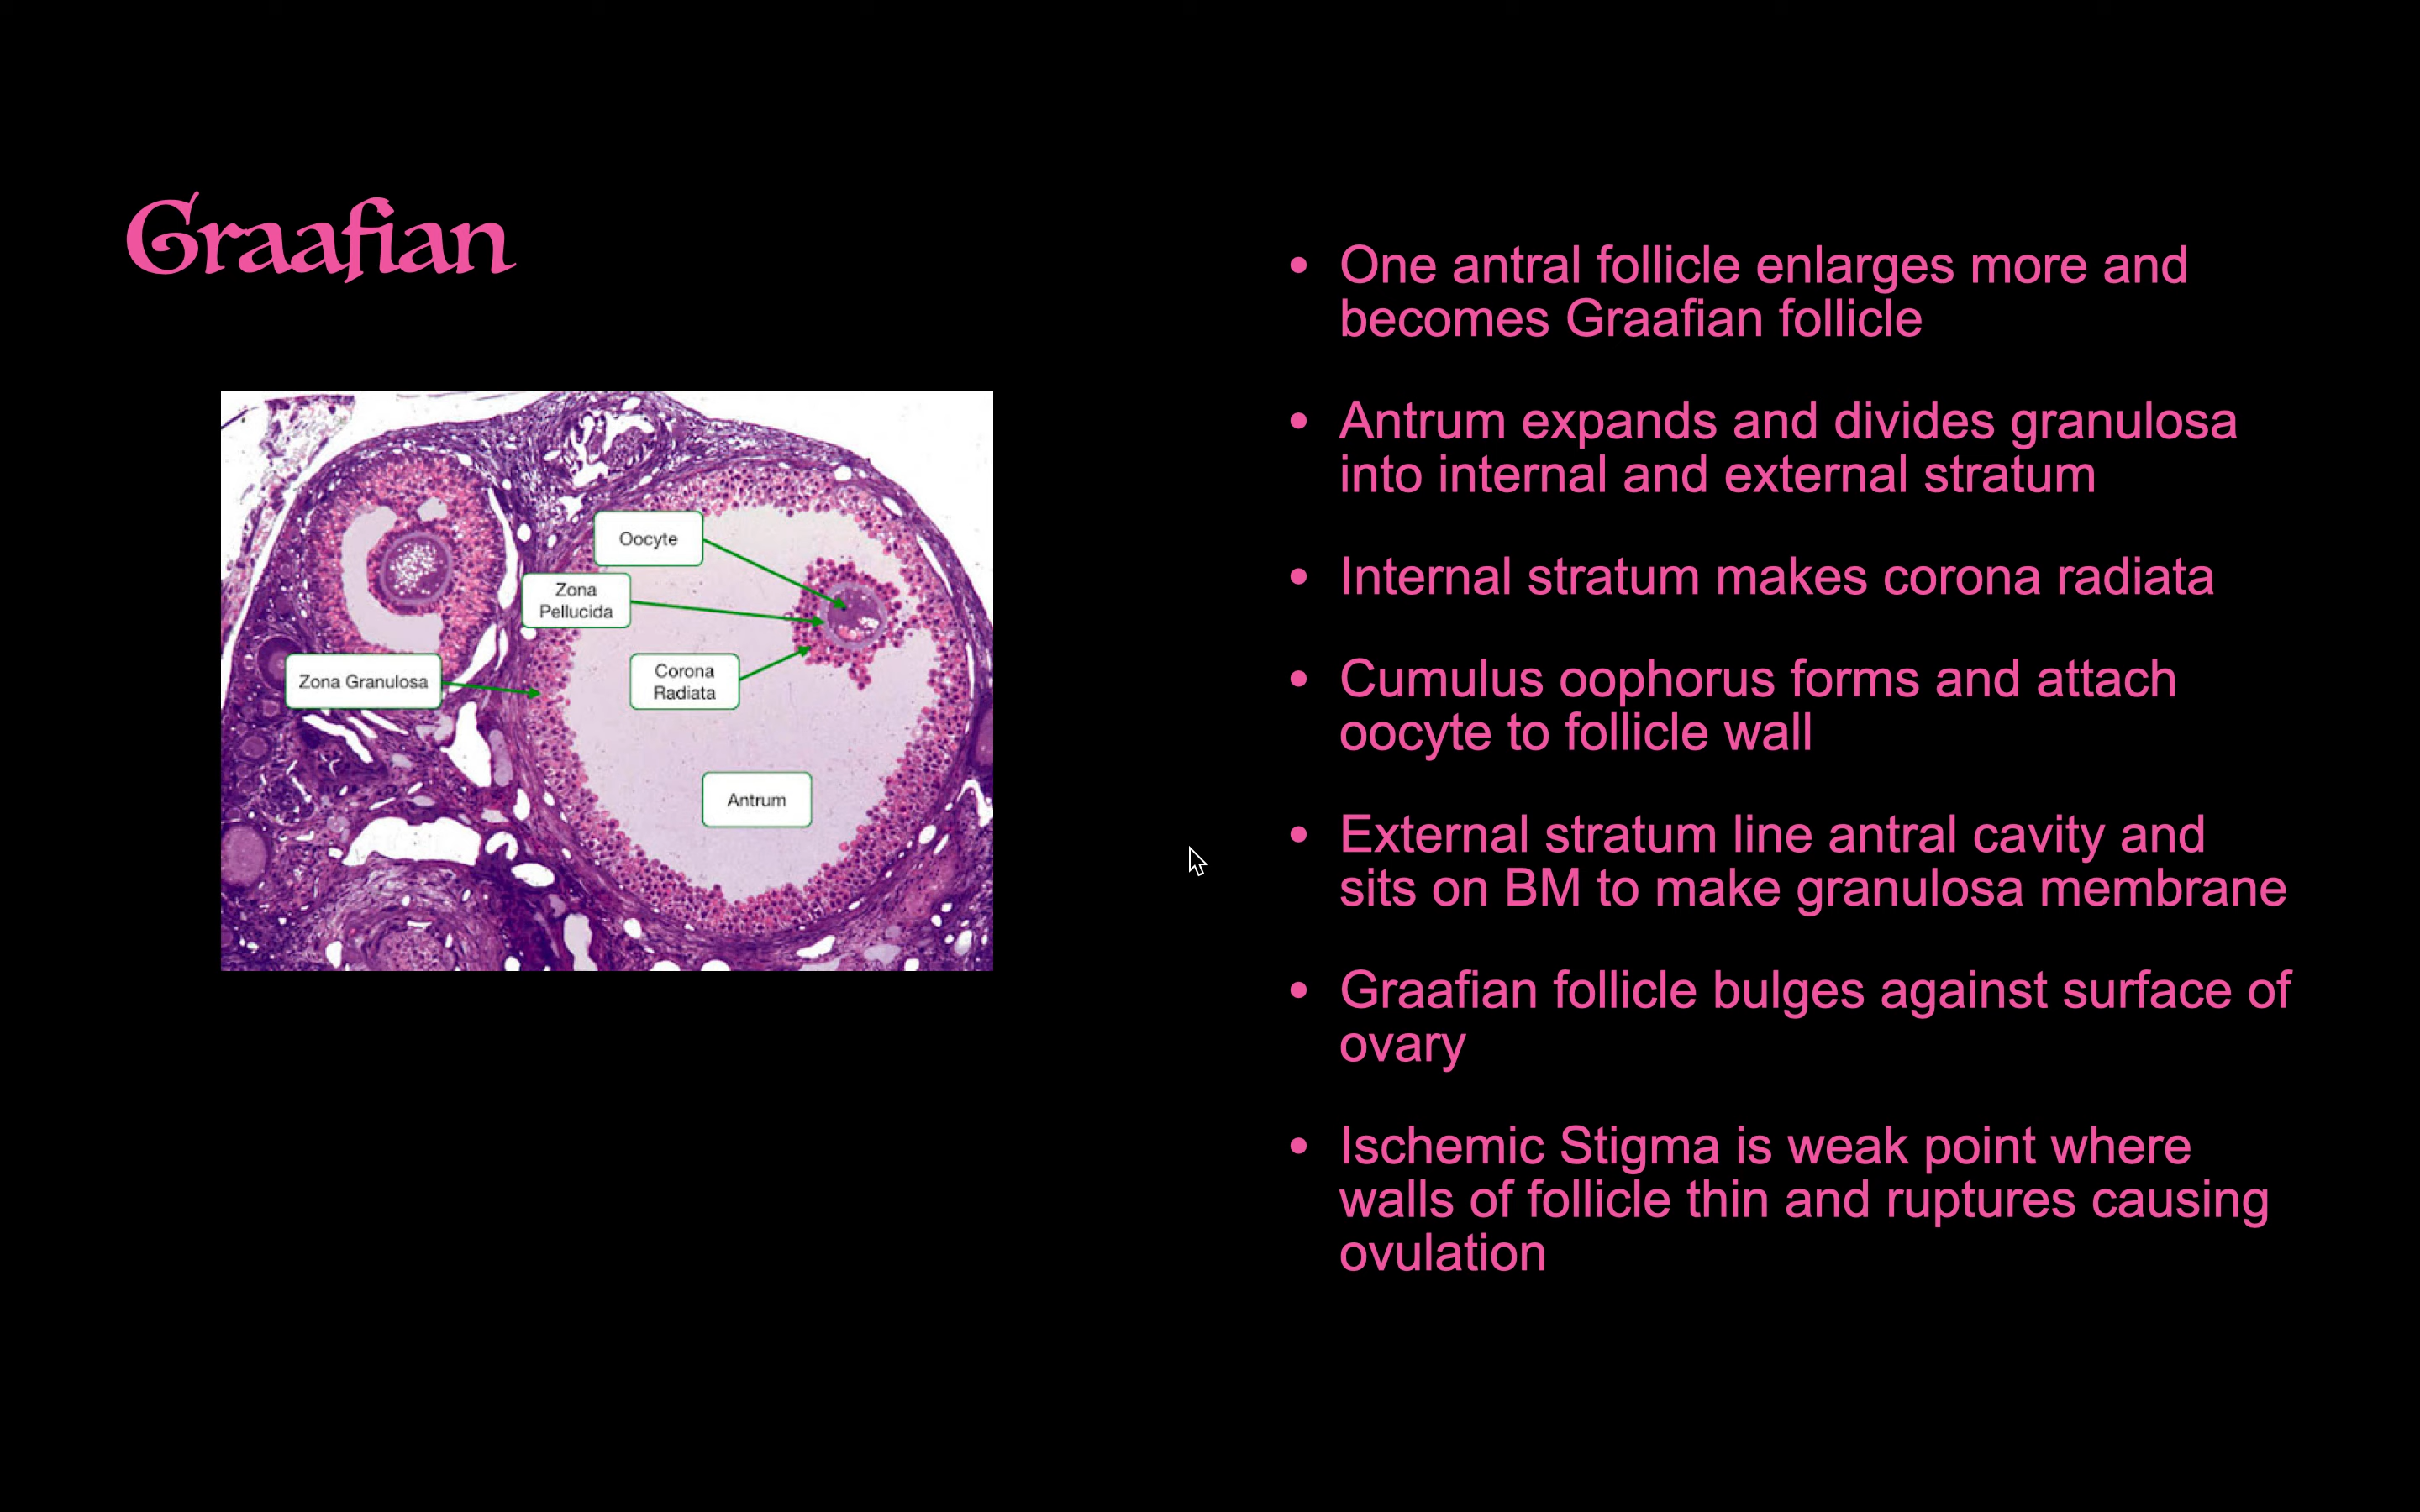 Graafian
Oocyte
Zona
Pellucida
Zona Granulosa
Corona
Radiata
Antrum
• One antral follicle enlarges more and
becomes Graafian follicle
• Antrum expands and divides granulosa
into internal and external stratum
• Internal stratum makes corona radiata
• Cumulus oophorus forms and attach
oocyte to follicle wall
• External stratum line antral cavity and
sits on BM to make granulosa membrane
• Graafian follicle bulges against surface of
ovary
• Ischemic Stigma is weak point where
walls of follicle thin and ruptures causing
ovulation